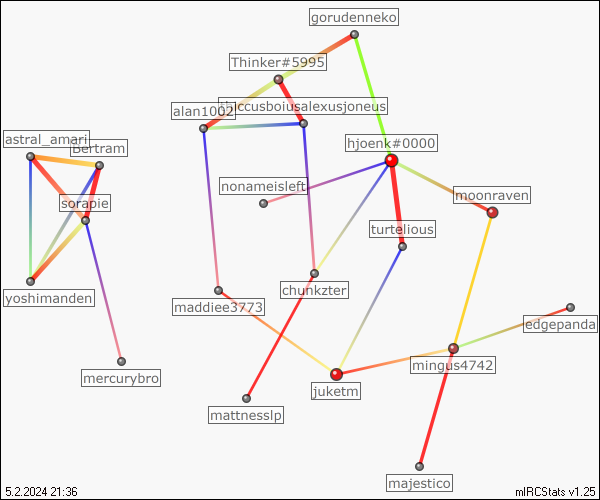 gorudenneko
Thinker#5995
alan1002
thiccusboiusalexusjoneus
astral_amari
Bertram
hjoenk#0000
nonameisleft
moonraven
sorapie
turtelious
yoshimanden
chunkzter
maddiee3773
edgepanda
mingus4742
mercurybro
juketm
mattnesslp
majestico
5.2.2024 21:36
mIRCStats v1.25